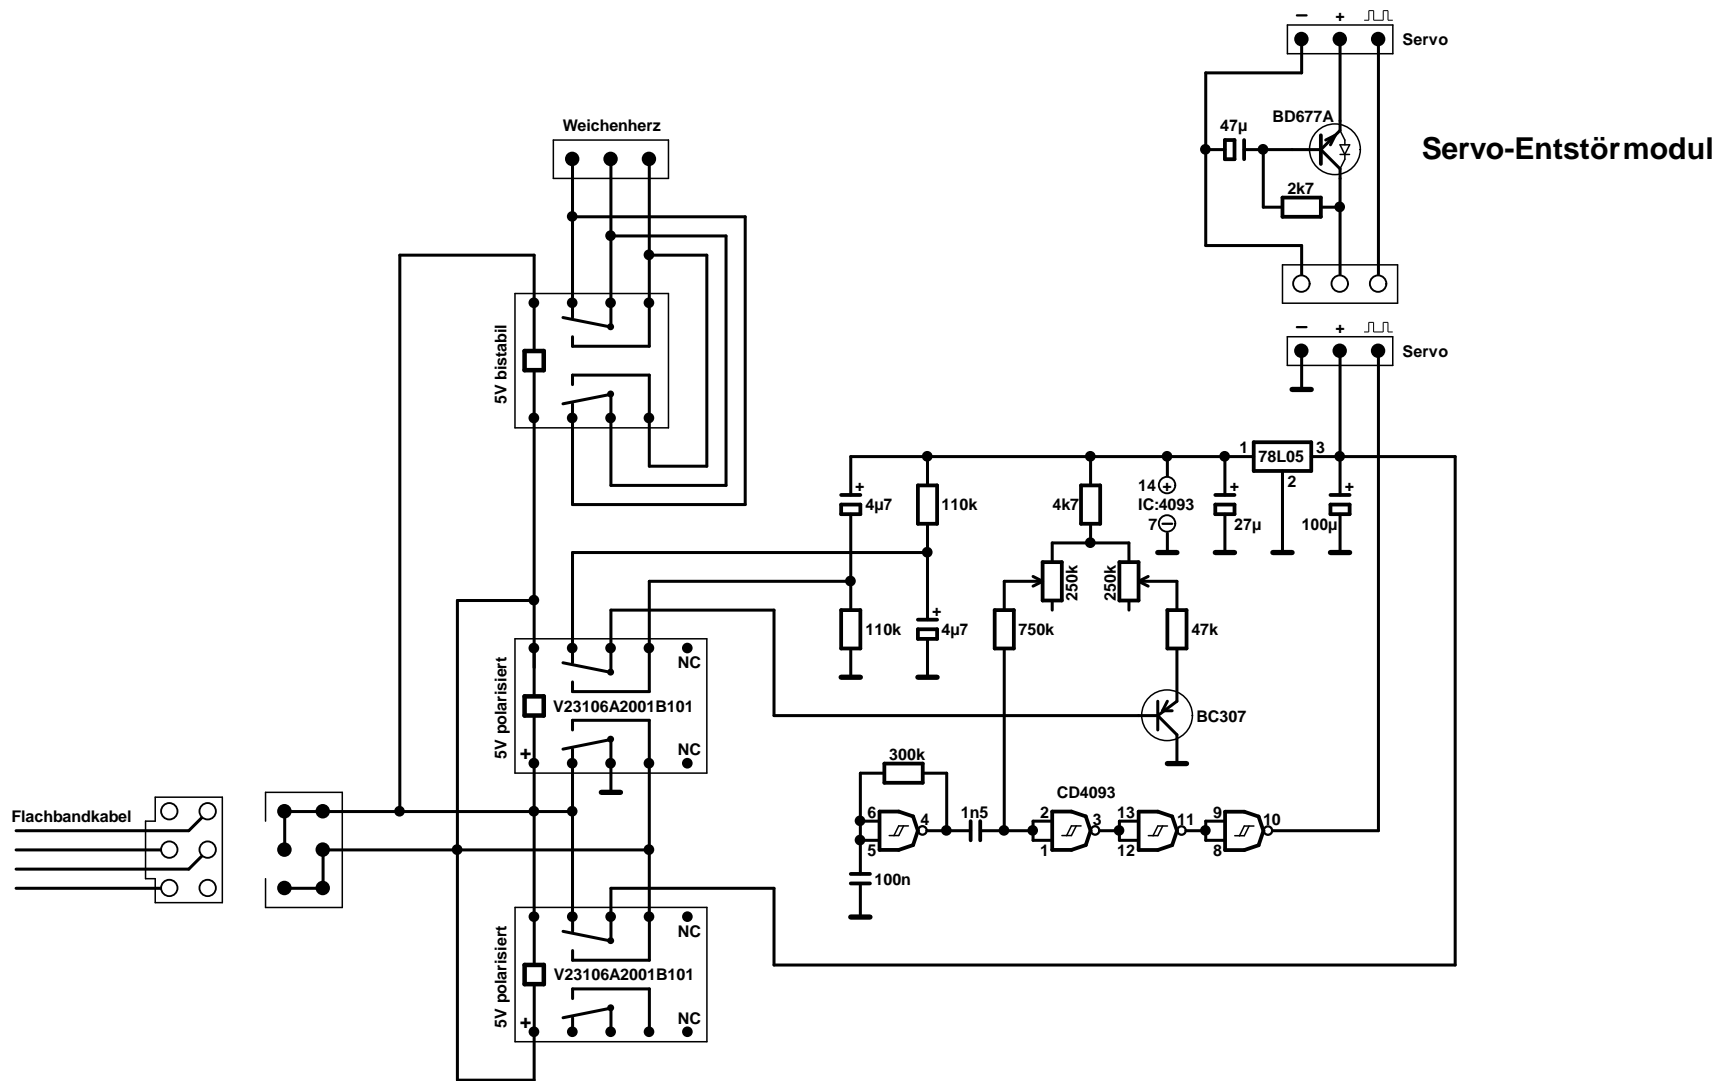 − + 
Servo
BD677A
47µ
2k7
Servo-Entstörmodul
Weichenherz
5V bistabil
− +
Servo
1 78L05 3
2
4µ7
110k
4k7
14
IC:4093
7
27µ
100µ
250k
250k
110k
4µ7
750k
47k
NC
V23106A2001B101
5V polarisiert
NC
+
BC307
300k
CD4093
Flachbandkabel
6
5
4
1n5
2
1
3
13
12
11
9
8
10
100n
NC
V23106A2001B101
5V polarisiert
NC
+